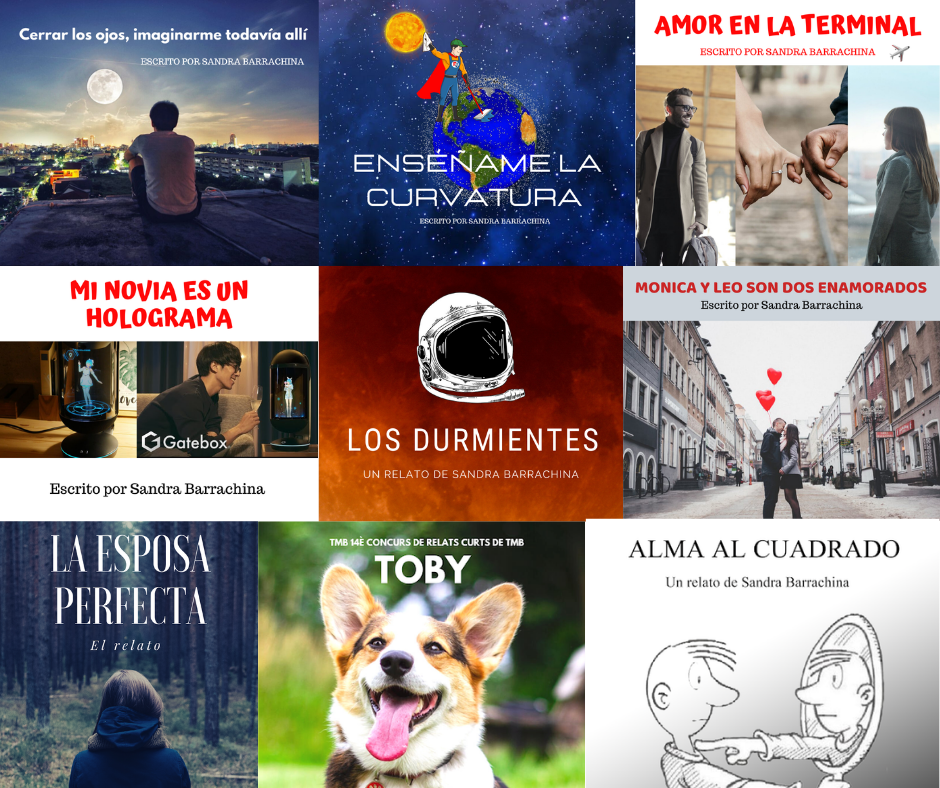 Cerrar los ojos, imaginarme todavía allí
ESCRITO POR SANDRA BARRACHINA
ENSÉÑAME LA
CURVATURA
ESCRITO POR SANDRA BARRACHINA
AMOR EN LA TERMINAL
ESCRITO POR SANDRA BARRACHINA
MI NOVIA ES UN
HOLOGRAMA
Gatebox
Escrito por Sandra Barrachina
LOS DURMIENTES
UN RELATO DE SANDRA BARRACHINA
MONICA Y LEO SON DOS ENAMORADOS
Escrito por Sandra Barrachina
LA ESPOSA
PERFECTA
El relato
TMB 14È CONCURS DE RELATS CURTS DE TMB
TOBY
ALMA AL CUADRADO
Un relato de Sandra Barrachina